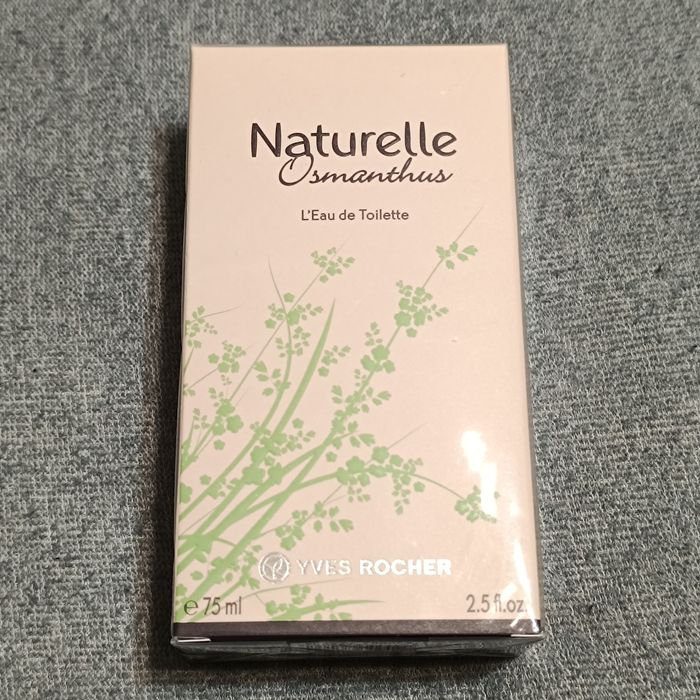 Naturelle
Osmanthus
L'Eau de Toilette
YVES ROCHER
℮ 75 ml 2.5 fl.oz.